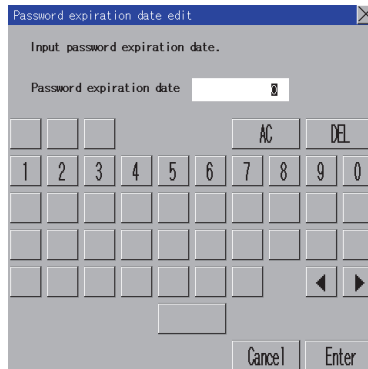 Password expiration date edit
Input password expiration date.
Password expiration date 0
AC DEL
1 2 3 4 5 6 7 8 9 0
Cancel Enter